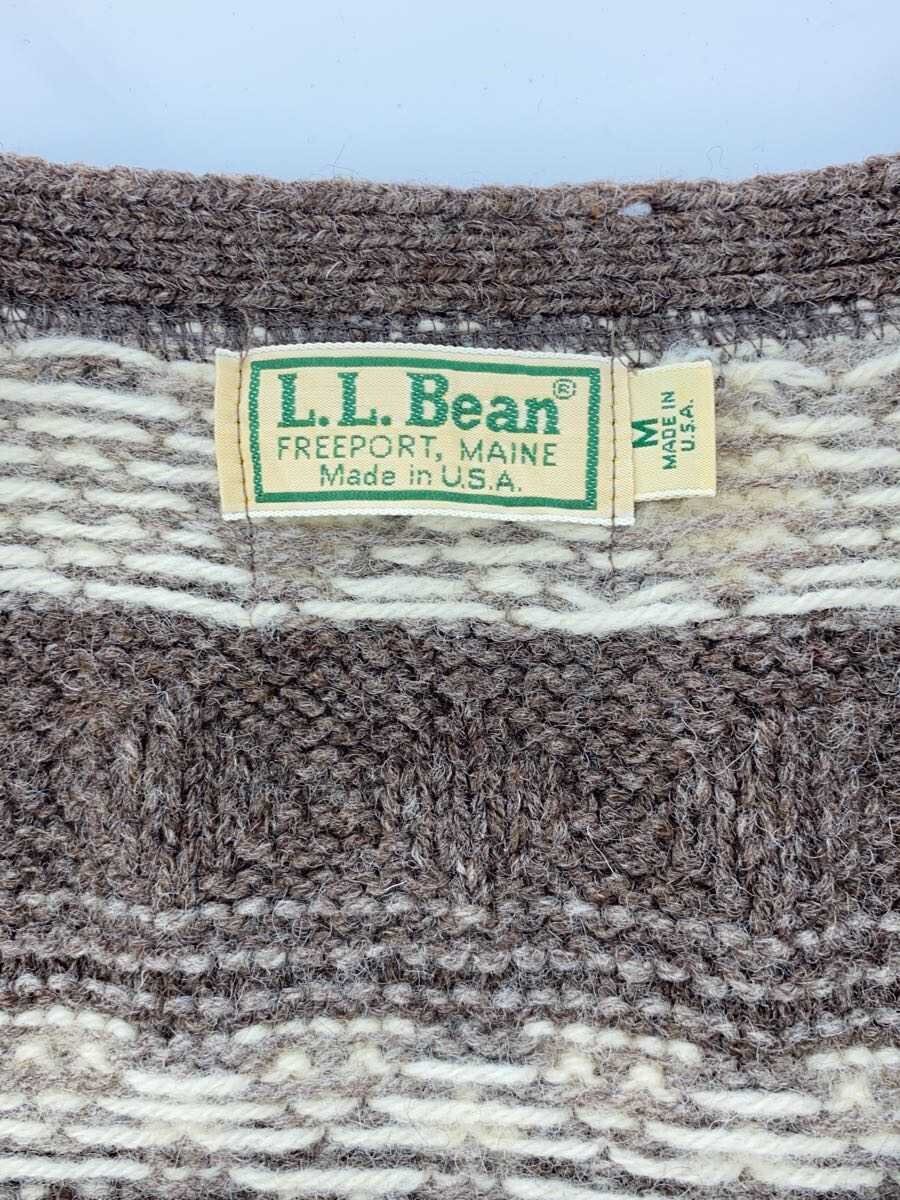 L.L. Bean®
FREEPORT, MAINE
Made in U.S.A.
M
MADE IN
U.S.A.